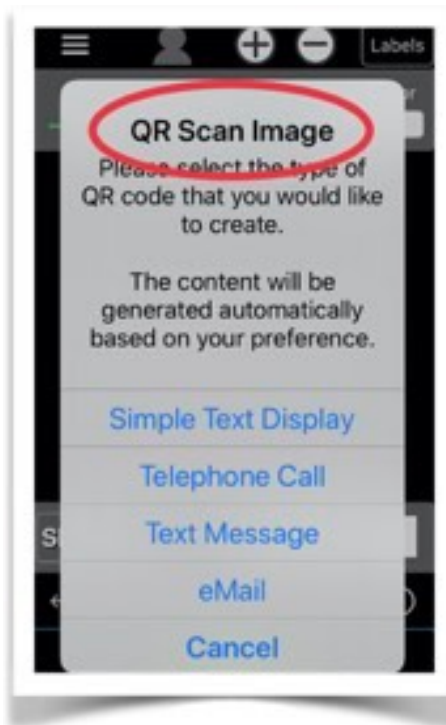 Labels
QR Scan Image
Please select the type of
QR code that you would like
to create.
The content will be
generated automatically
based on your preference.
Simple Text Display
Telephone Call
Text Message
eMail
Cancel